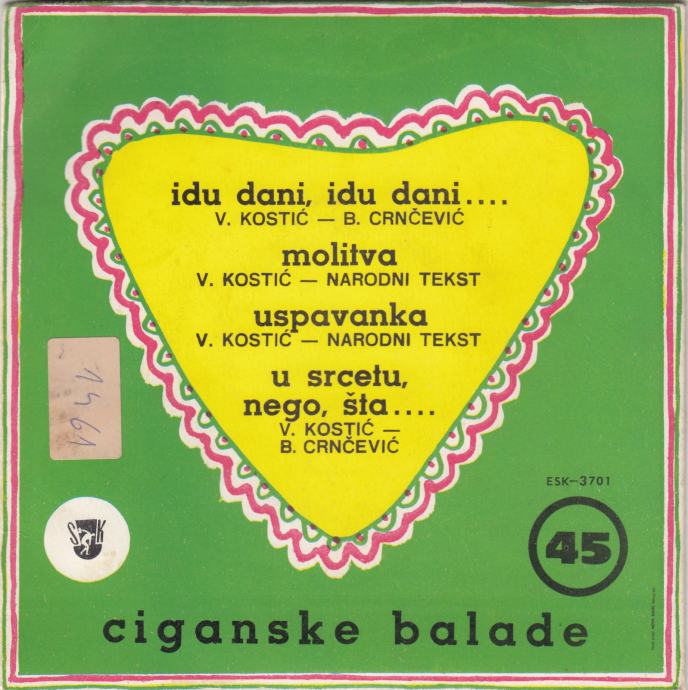 idu dani, idu dani....
V. KOSTIĆ — B. CRNČEVIĆ
molitva
V. KOSTIĆ — NARODNI TEKST
uspavanka
V. KOSTIĆ — NARODNI TEKST
u srcetu,
nego, šta....
V. KOSTIĆ —
B. CRNČEVIĆ
1461
ESK—3701
45
S K
ciganske balade